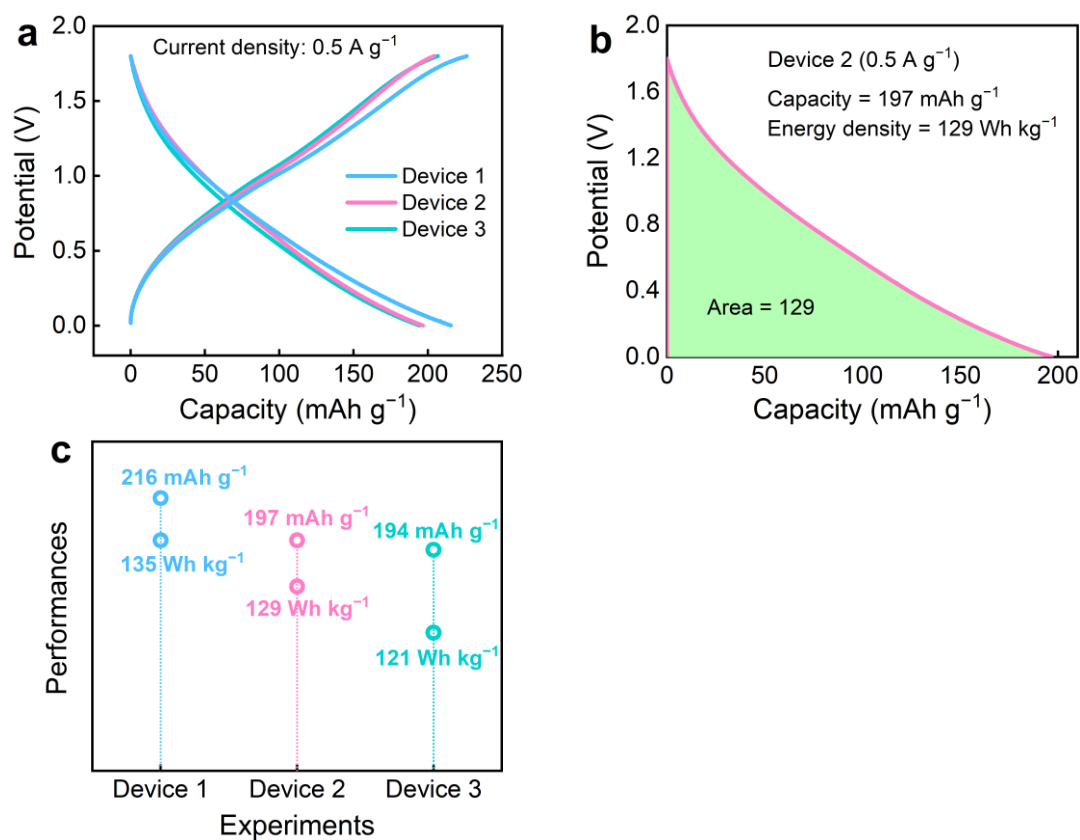 a
Current density: 0.5 A g⁻¹
2.0
1.5
1.0
0.5
0.0
Potential (V)
Device 1
Device 2
Device 3
0 50 100 150 200 250
Capacity (mAh g⁻¹)
b
Device 2 (0.5 A g⁻¹)
Capacity = 197 mAh g⁻¹
Energy density = 129 Wh kg⁻¹
2.0
1.6
1.2
0.8
0.4
0.0
Potential (V)
Area = 129
0 50 100 150 200
Capacity (mAh g⁻¹)
c
Performances
216 mAh g⁻¹
135 Wh kg⁻¹
197 mAh g⁻¹
129 Wh kg⁻¹
194 mAh g⁻¹
121 Wh kg⁻¹
Device 1 Device 2 Device 3
Experiments